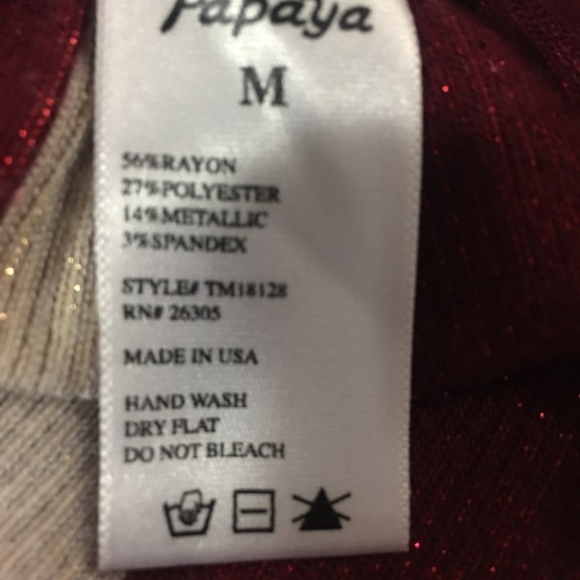 Papaya
M
56%RAYON
27%POLYESTER
14%METALLIC
3%SPANDEX
STYLE# TM18128
RN# 26305
MADE IN USA
HAND WASH
DRY FLAT
DO NOT BLEACH